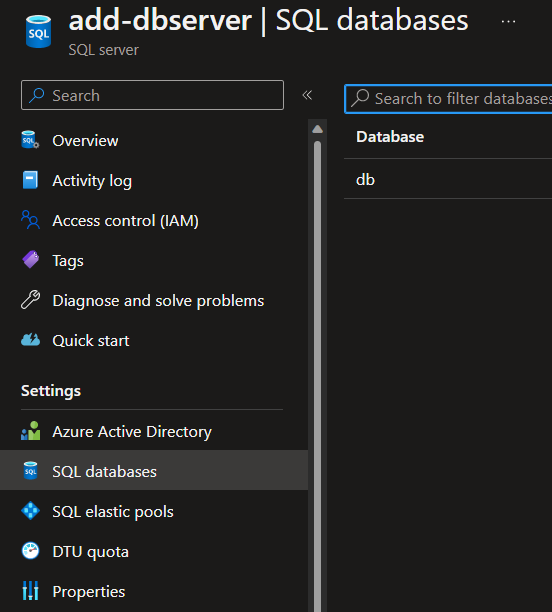 add-dbserver | SQL databases ...
SQL
SQL server
Search
«
Search to filter databases
Database
db
SQL
Overview
Activity log
Access control (IAM)
Tags
Diagnose and solve problems
Quick start
Settings
Azure Active Directory
SQL
SQL databases
SQL elastic pools
DTU quota
Properties